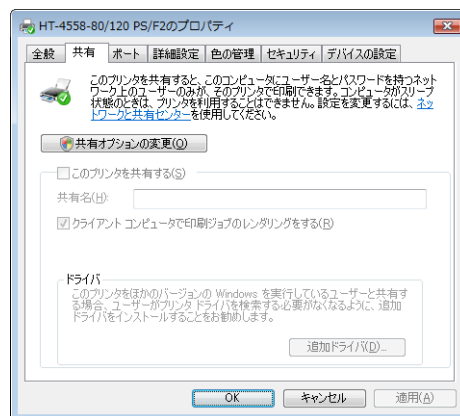 HT-4558-80/120 PS/F2のプロパティ
全般 共有 ポート 詳細設定 色の管理 セキュリティ デバイスの設定
このプリンタを共有すると、このコンピュータにユーザー名とパスワードを持つネット
ワーク上のユーザーのみが、そのプリンタで印刷できます。コンピュータがスリープ
状態のときは、プリンタを利用することはできません。設定を変更するには、ネッ
トワークと共有センターを使用してください。
共有オプションの変更(O)
このプリンタを共有する(S)
共有名(H):
クライアント コンピュータで印刷ジョブのレンダリングをする(R)
ドライバ
このプリンタをほかのバージョンの Windows を実行しているユーザーと共有す
る場合、ユーザーがプリンタ ドライバを検索する必要がなくなるように、追加
ドライバをインストールすることをお勧めします。
追加ドライバ(D)...
OK キャンセル 適用(A)